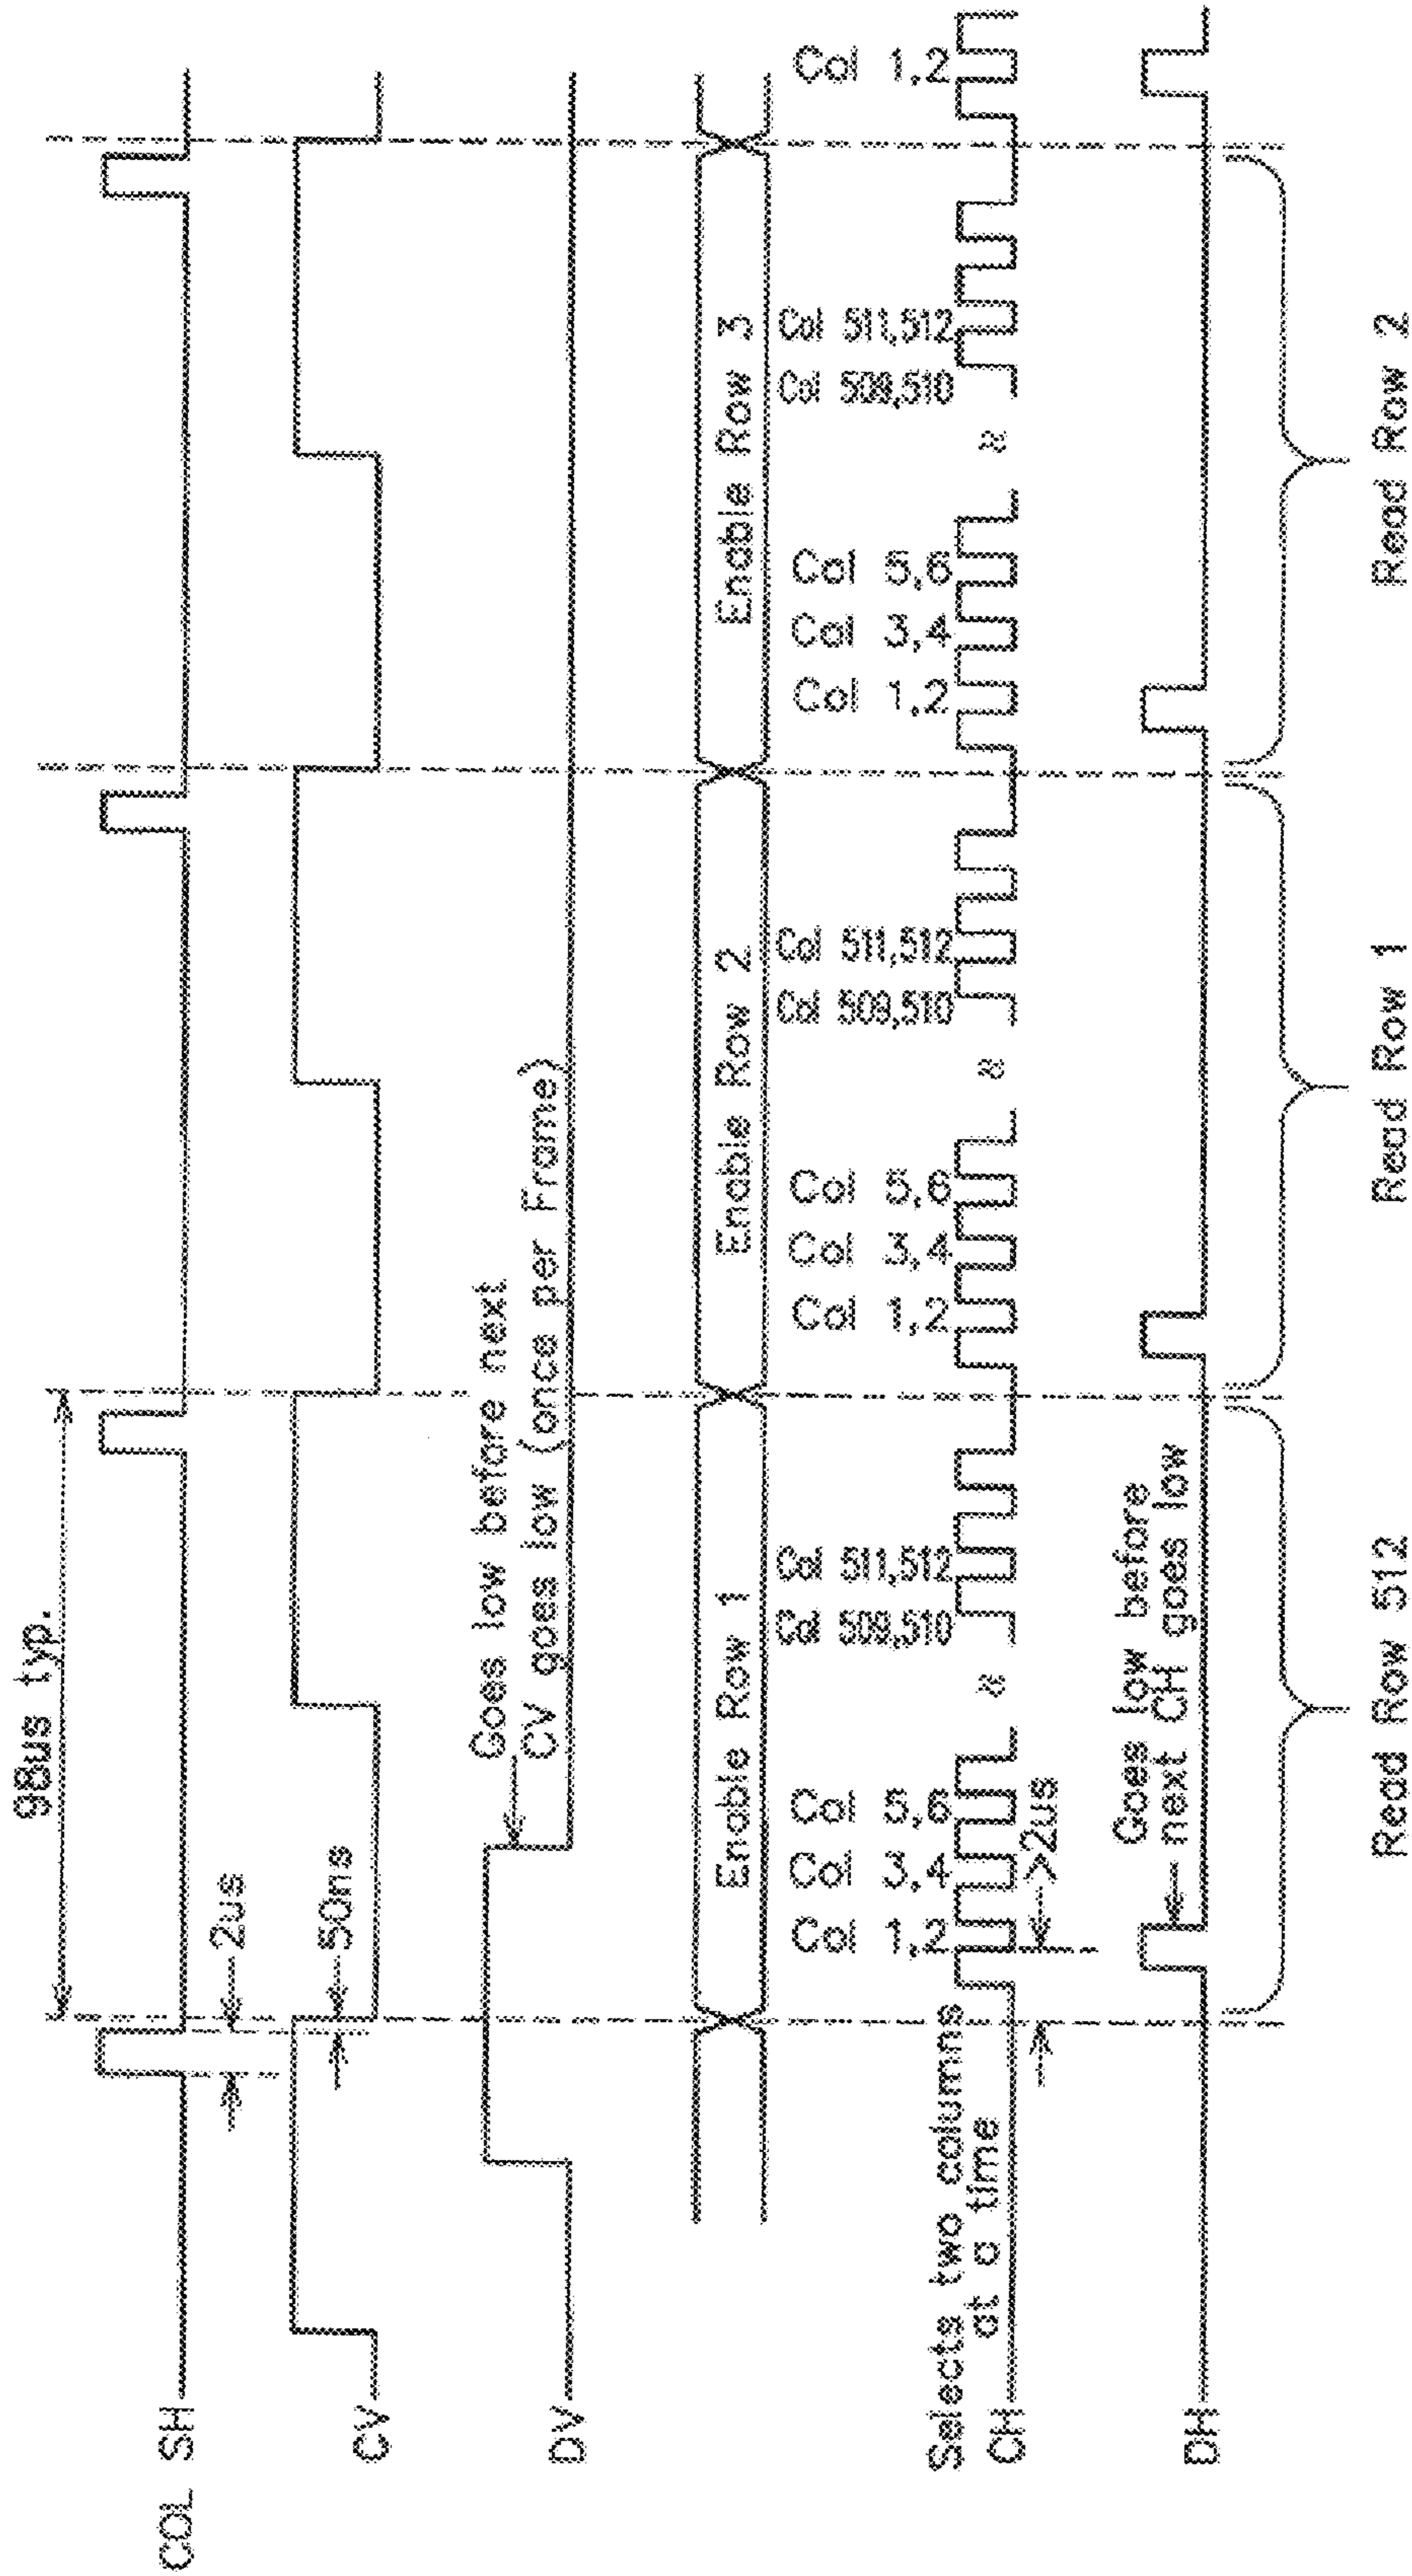 98us typ.
COL SH
2us
CV
50ns
DV
Goes low before next
CV goes low (once per Frame)
Enable Row 1
Enable Row 2
Enable Row 3
Selects two columns
at a time
CH
Col 1,2
Col 3,4
Col 5,6
Col 509,510
Col 511,512
Col 1,2
Col 3,4
Col 5,6
Col 509,510
Col 511,512
Col 1,2
Col 3,4
Col 5,6
Col 509,510
Col 511,512
Col 1,2
≈
≈
≈
>2us
DH
Goes low before
next CH goes low
Read Row 512
Read Row 1
Read Row 2